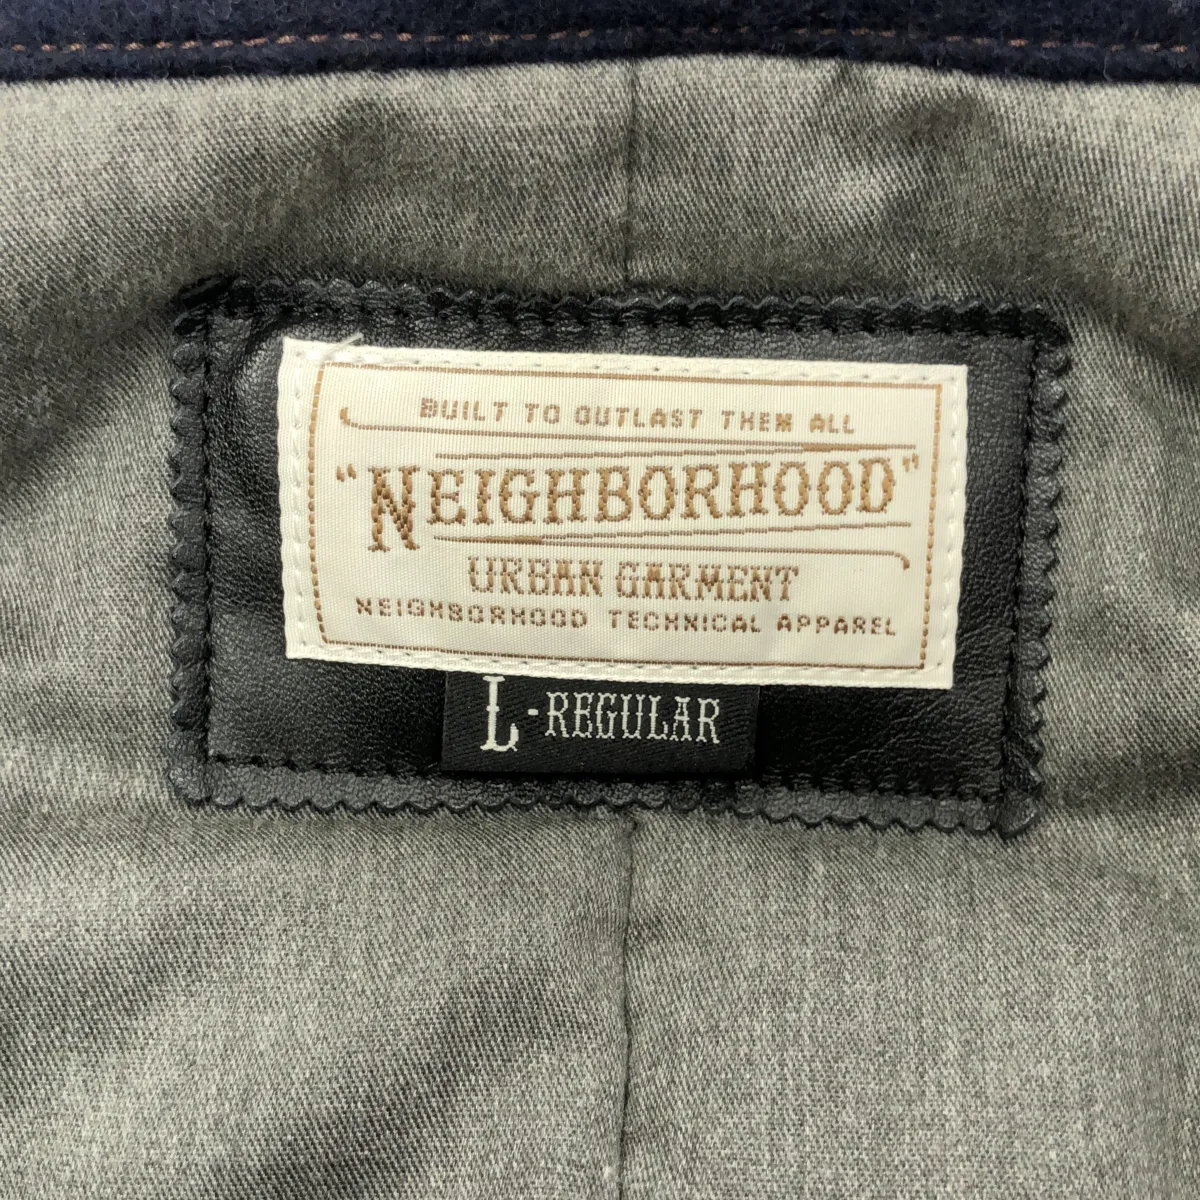 BUILT TO OUTLAST THEM ALL
"NEIGHBORHOOD"
URBAN GARMENT
NEIGHBORHOOD TECHNICAL APPAREL
L-REGULAR